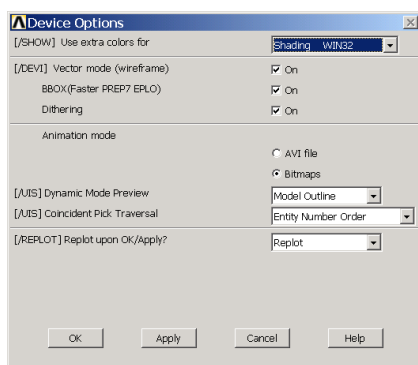 Device Options
[/SHOW] Use extra colors for Shading WIN32
[/DEVI] Vector mode (wireframe) On
BBOX(Faster PREP7 EPLO) On
Dithering On
Animation mode
AVI file
Bitmaps
[/UIS] Dynamic Mode Preview Model Outline
[/UIS] Coincident Pick Traversal Entity Number Order
[/REPLOT] Replot upon OK/Apply? Replot
OK Apply Cancel Help